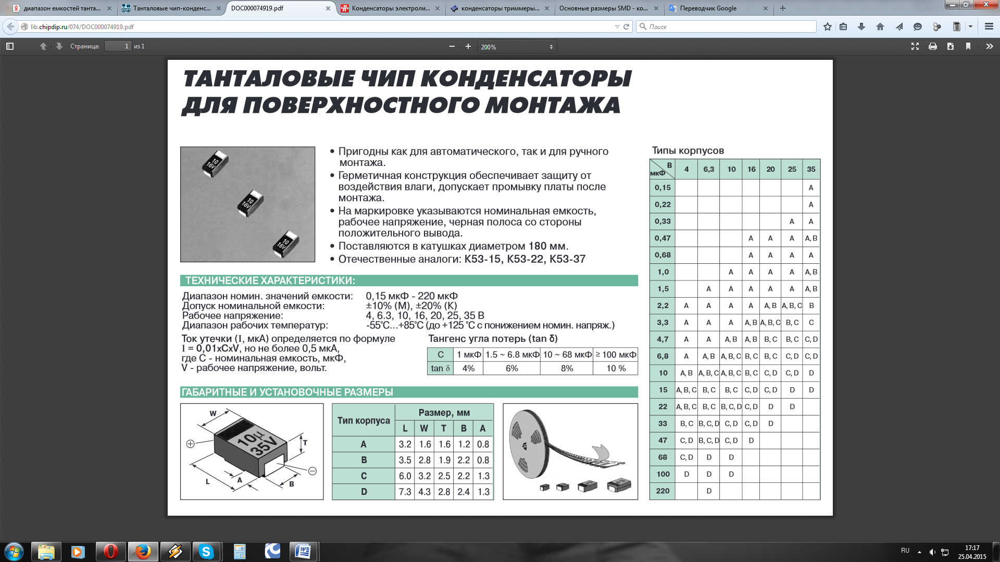 диапазон емкостей танта...
Танталовые чип-конденс...
DOC000074919.pdf
Конденсаторы электроли...
конденсаторы триммеры...
Основные размеры SMD - ко...
Переводчик Google
lib.chipdip.ru/074/DOC000074919.pdf
Поиск
Страница: 1 из 1
200%
ТАНТАЛОВЫЕ ЧИП КОНДЕНСАТОРЫ
ДЛЯ ПОВЕРХНОСТНОГО МОНТАЖА
10
16V
10
16V
10
16V
• Пригодны как для автоматического, так и для ручного
монтажа.
• Герметичная конструкция обеспечивает защиту от
воздействия влаги, допускает промывку платы после
монтажа.
• На маркировке указываются номинальная емкость,
рабочее напряжение, черная полоса со стороны
положительного вывода.
• Поставляются в катушках диаметром 180 мм.
• Отечественные аналоги: К53-15, К53-22, К53-37
ТЕХНИЧЕСКИЕ ХАРАКТЕРИСТИКИ:
Диапазон номин. значений емкости: 0,15 мкФ - 220 мкФ
Допуск номинальной емкости: ±10% (M), ±20% (K)
Рабочее напряжение: 4, 6.3, 10, 16, 20, 25, 35 В
Диапазон рабочих температур: -55°C...+85°C (до +125 °C с понижением номин. напряж.)
Ток утечки (I, мкА) определяется по формуле
I = 0,01xCxV, но не более 0,5 мкА,
где C - номинальная емкость, мкФ,
V - рабочее напряжение, вольт.
Тангенс угла потерь (tan δ)
C 1 мкФ 1.5 ~ 6.8 мкФ 10 ~ 68 мкФ ≥ 100 мкФ
tan δ 4% 6% 8% 10 %
ГАБАРИТНЫЕ И УСТАНОВОЧНЫЕ РАЗМЕРЫ
W
10μ
35V
T
L
A
B
Тип корпуса Размер, мм
L W T B A
A 3.2 1.6 1.6 1.2 0.8
B 3.5 2.8 1.9 2.2 0.8
C 6.0 3.2 2.5 2.2 1.3
D 7.3 4.3 2.8 2.4 1.3
Типы корпусов
В мкФ 4 6,3 10 16 20 25 35
0,15 A
0,22 A
0,33 A A
0,47 A A A A, B
0,68 A A A A
1,0 A A A A A, B
1,5 A A A A A A, B
2,2 A A A A A, B A, B, C B
3,3 A A A A, B A, B, C B, C C
4,7 A A A, B A, B B, C B, C C, D
6,8 A A, B A, B, C B, C B, C C, D C, D
10 A, B A, B, C A, B, C B, C C, D C, D D
15 A, B, C B, C B, C C, D C, D D D
22 A, B, C B, C B, C, D C, D D D
33 B, C B, C, D C, D C, D D
47 C, D B, C, D C, D D
68 C, D D D
100 D D D
220 D
RU
17:17
25.04.2015